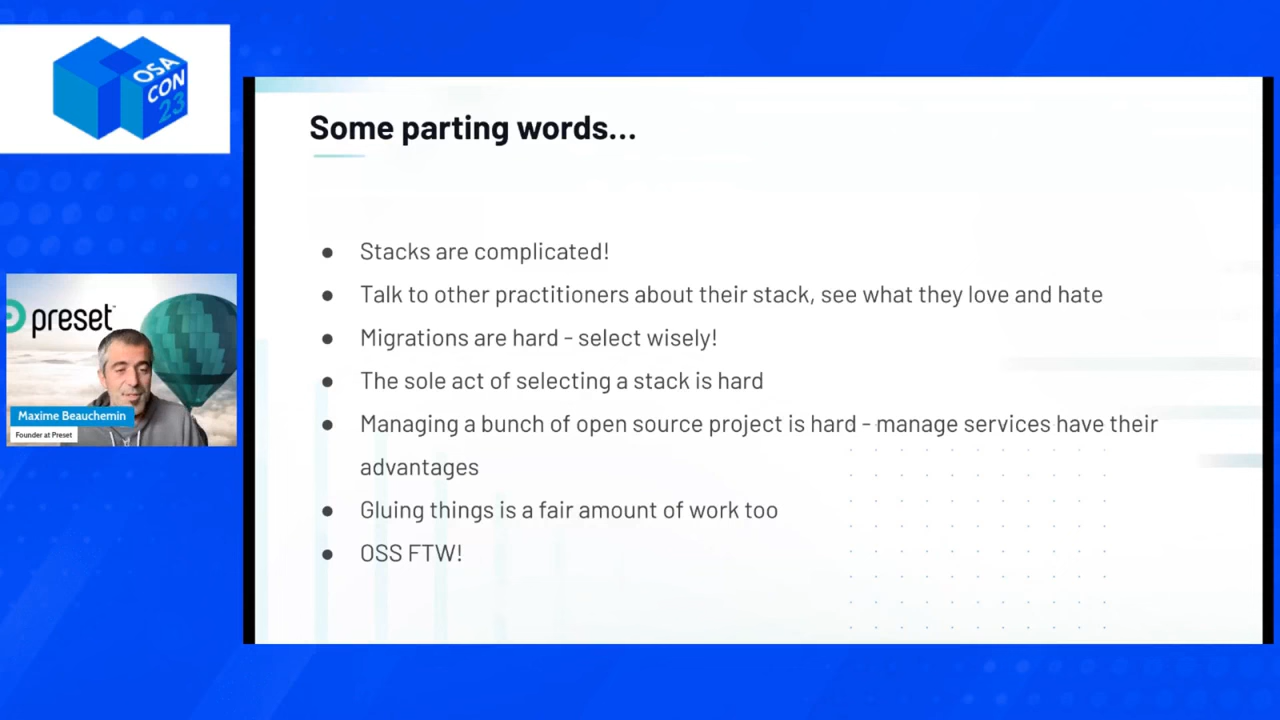 OSA
CON
23
Some parting words...
● Stacks are complicated!
● Talk to other practitioners about their stack, see what they love and hate
● Migrations are hard - select wisely!
● The sole act of selecting a stack is hard
● Managing a bunch of open source project is hard - manage services have their
advantages
● Gluing things is a fair amount of work too
● OSS FTW!
preset™
Maxime Beauchemin
Founder at Preset